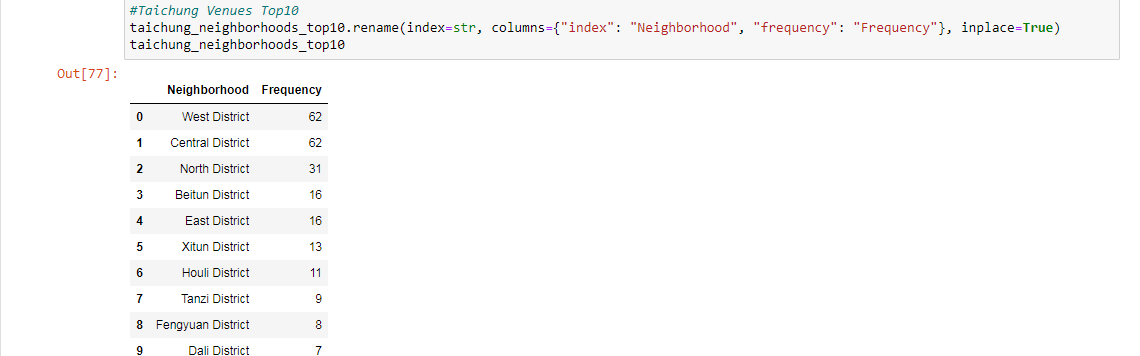 #Taichung Venues Top10
taichung_neighborhoods_top10.rename(index=str, columns={"index": "Neighborhood", "frequency": "Frequency"}, inplace=True)
taichung_neighborhoods_top10
Out[77]:
Neighborhood Frequency
0 West District 62
1 Central District 62
2 North District 31
3 Beitun District 16
4 East District 16
5 Xitun District 13
6 Houli District 11
7 Tanzi District 9
8 Fengyuan District 8
9 Dali District 7